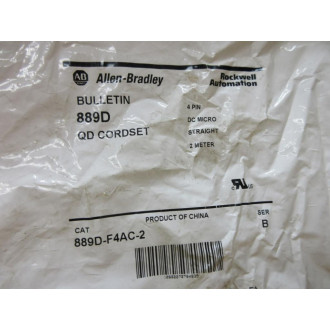 AB Allen-Bradley
Rockwell Automation
BULLETIN
889D
QD CORDSET
4 PIN
DC MICRO
STRAIGHT
2 METER
PRODUCT OF CHINA
CAT
889D-F4AC-2
SER
B